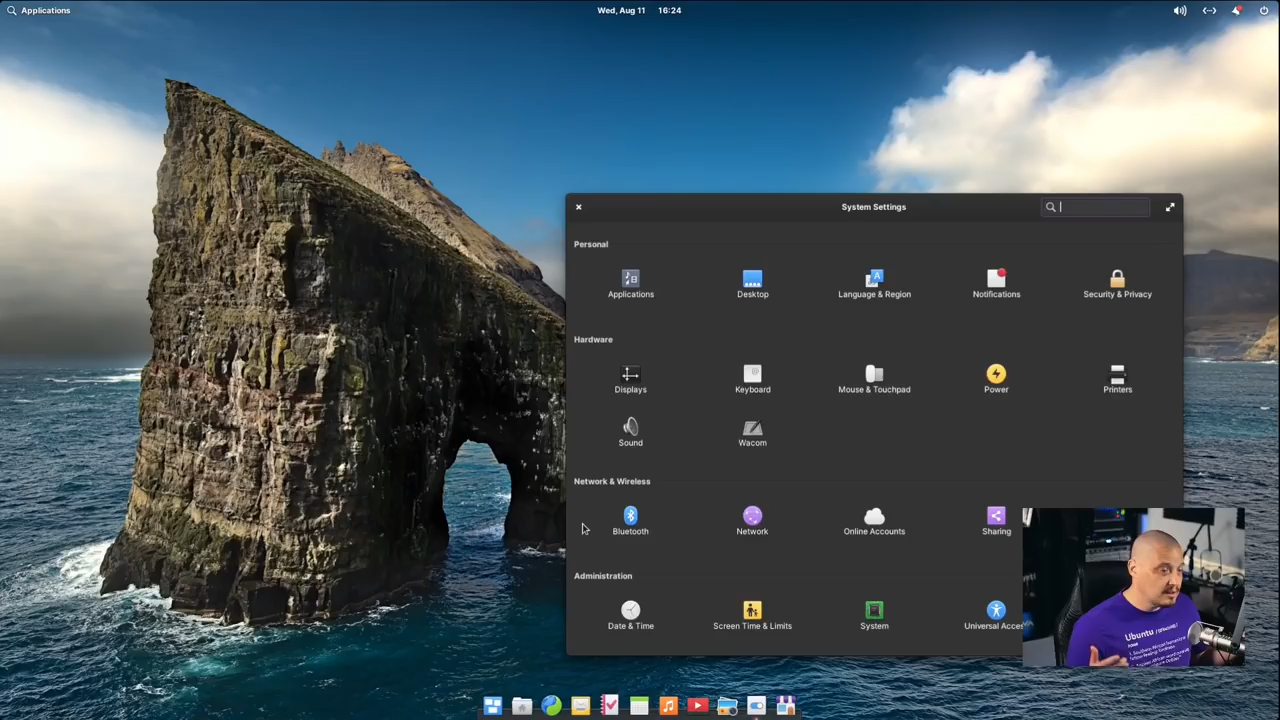 Applications
Wed, Aug 11 16:24
System Settings
Personal
Applications
Desktop
Language & Region
Notifications
Security & Privacy
Hardware
Displays
Keyboard
Mouse & Touchpad
Power
Printers
Sound
Wacom
Network & Wireless
Bluetooth
Network
Online Accounts
Sharing
Administration
Date & Time
Screen Time & Limits
System
Universal Acces
Ubuntu